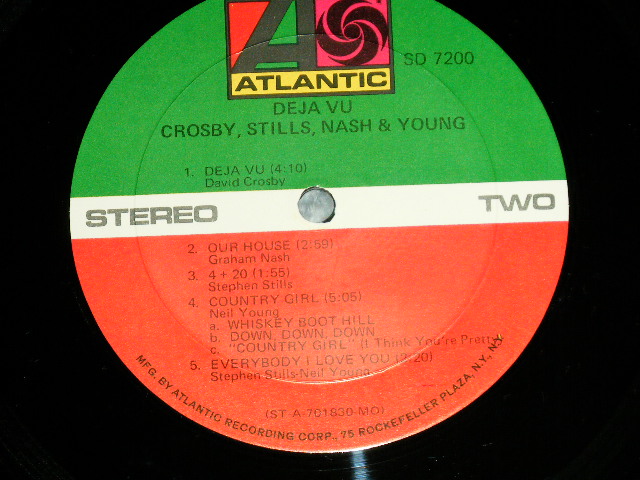 ATLANTIC
SD 7200
DEJA VU
CROSBY, STILLS, NASH & YOUNG
1. DEJA VU (4:10)
David Crosby
STEREO
TWO
2. OUR HOUSE (2:59)
Graham Nash
3. 4 + 20 (1:55)
Stephen Stills
4. COUNTRY GIRL (5:05)
Neil Young
a. WHISKEY BOOT HILL
b. DOWN, DOWN, DOWN
c. "COUNTRY GIRL" (I Think You're Pretty)
5. EVERYBODY I LOVE YOU (2:20)
Stephen Stills-Neil Young
(ST-A-701830-MO)
MFG. BY ATLANTIC RECORDING CORP., 75 ROCKEFELLER PLAZA, N.Y., N.Y.